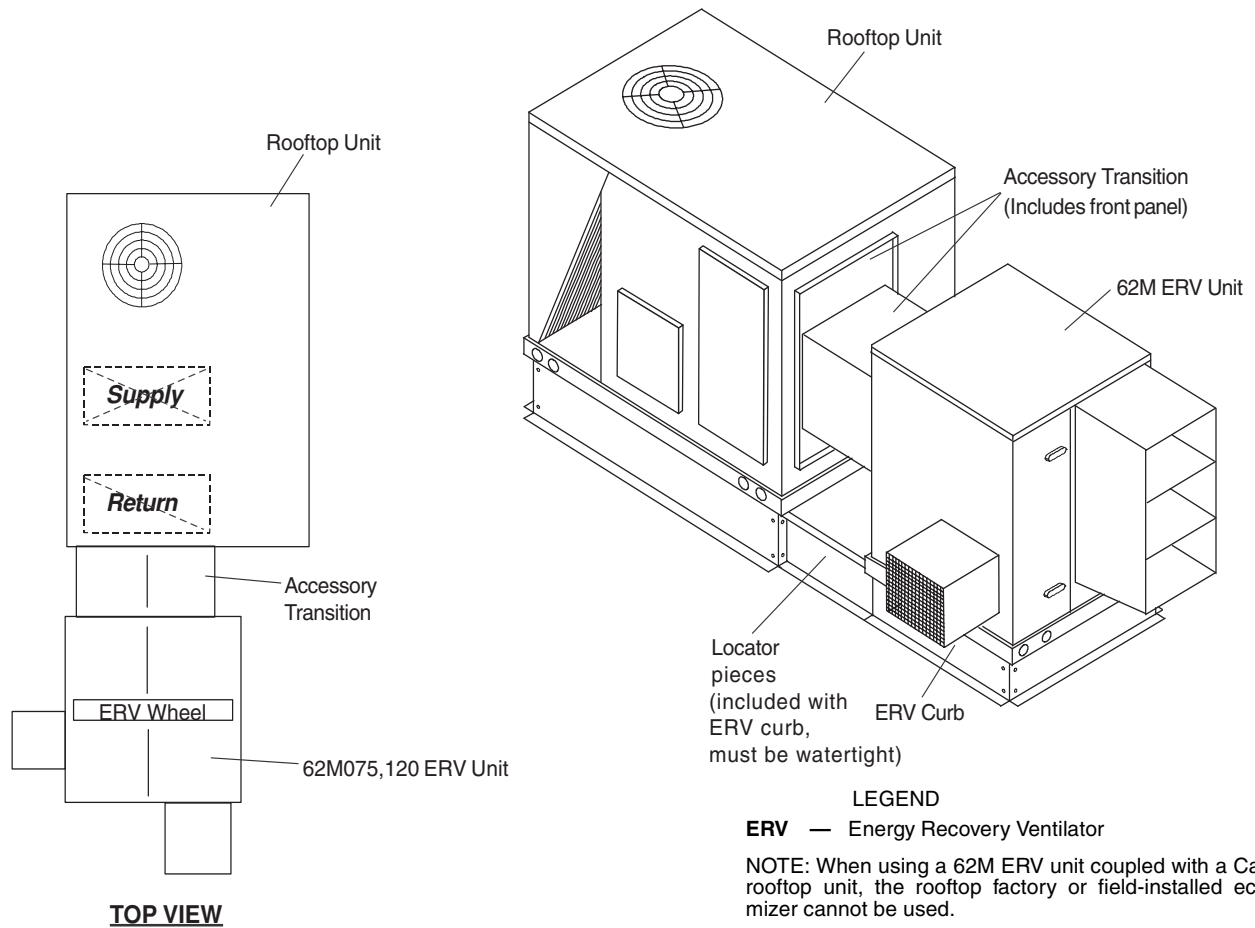 Rooftop Unit
Supply
Return
Accessory
Transition
ERV Wheel
62M075,120 ERV Unit
TOP VIEW
Rooftop Unit
Accessory Transition
(Includes front panel)
62M ERV Unit
Locator
pieces
(included with
ERV curb,
must be watertight)
ERV Curb
LEGEND
ERV — Energy Recovery Ventilator
NOTE: When using a 62M ERV unit coupled with a
rooftop unit, the rooftop factory or field-installed
mizer cannot be used.